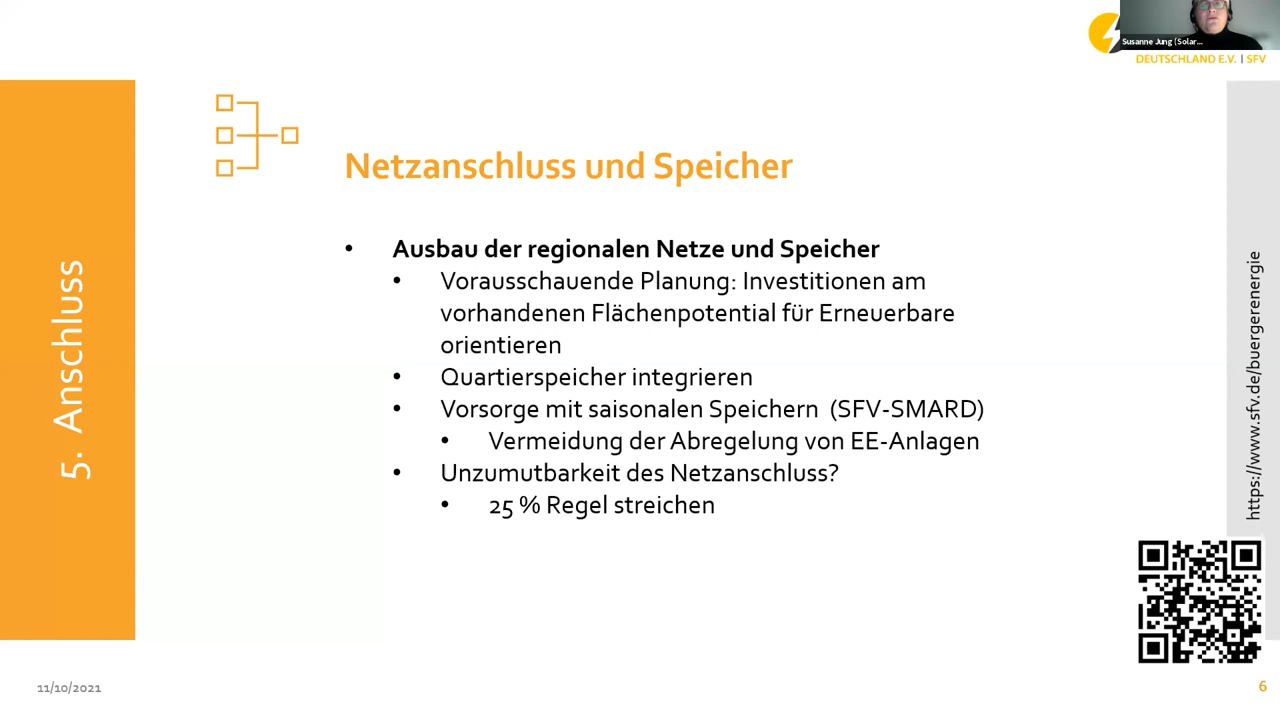 Susanne Jung (Solar...
DEUTSCHLAND E.V. | SFV
5. Anschluss
Netzanschluss und Speicher
• Ausbau der regionalen Netze und Speicher
• Vorausschauende Planung: Investitionen am
vorhandenen Flächenpotential für Erneuerbare
orientieren
• Quartierspeicher integrieren
• Vorsorge mit saisonalen Speichern (SFV-SMARD)
• Vermeidung der Abregelung von EE-Anlagen
• Unzumutbarkeit des Netzanschluss?
• 25 % Regel streichen
https://www.sfv.de/buergerenergie
11/10/2021
6